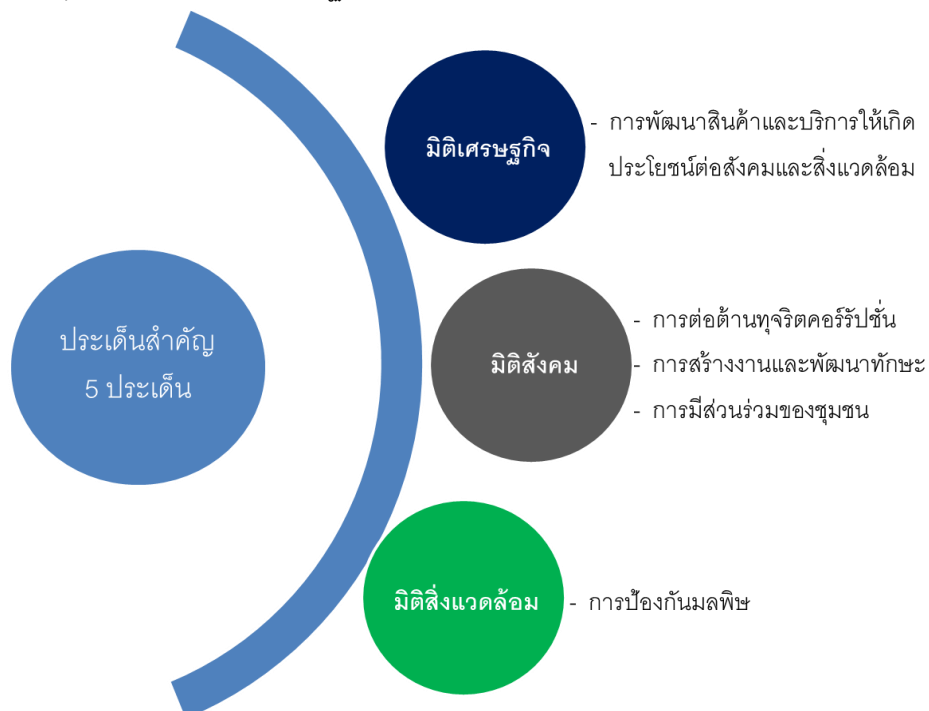 ประเด็นสำคัญ
5 ประเด็น
มิติเศรษฐกิจ
- การพัฒนาสินค้าและบริการให้เกิด
ประโยชน์ต่อสังคมและสิ่งแวดล้อม
มิติสังคม
- การต่อต้านทุจริตคอร์รัปชั่น
- การสร้างงานและพัฒนาทักษะ
- การมีส่วนร่วมของชุมชน
มิติสิ่งแวดล้อม
- การป้องกันมลพิษ